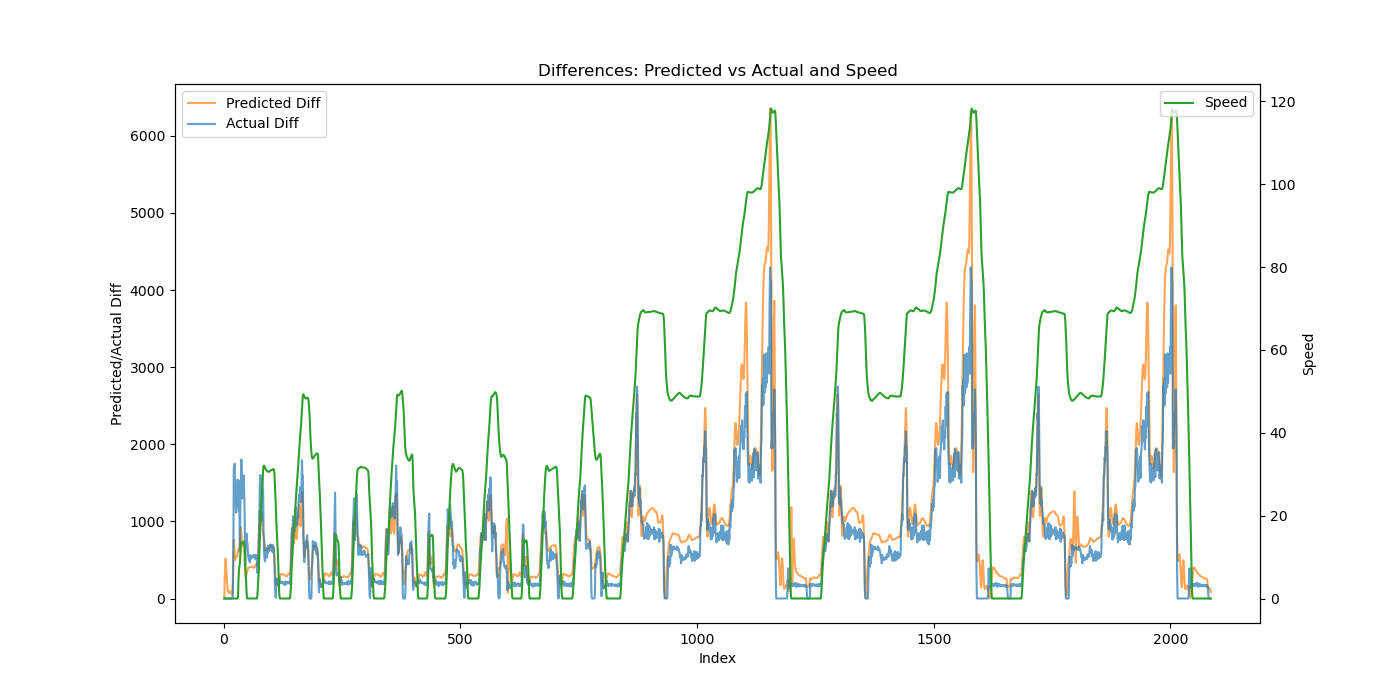 Differences: Predicted vs Actual and Speed
Predicted Diff
Actual Diff
Speed
6000
5000
4000
3000
2000
1000
0
Predicted/Actual Diff
120
100
80
60
40
20
0
Speed
0
500
1000
1500
2000
Index